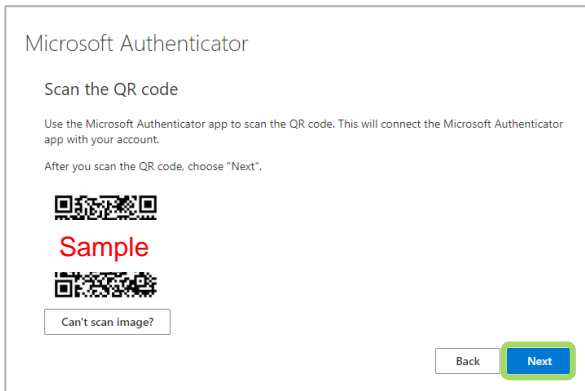 Microsoft Authenticator
Scan the QR code
Use the Microsoft Authenticator app to scan the QR code. This will connect the Microsoft Authenticator
app with your account.
After you scan the QR code, choose "Next".
Sample
Can't scan image?
Back Next